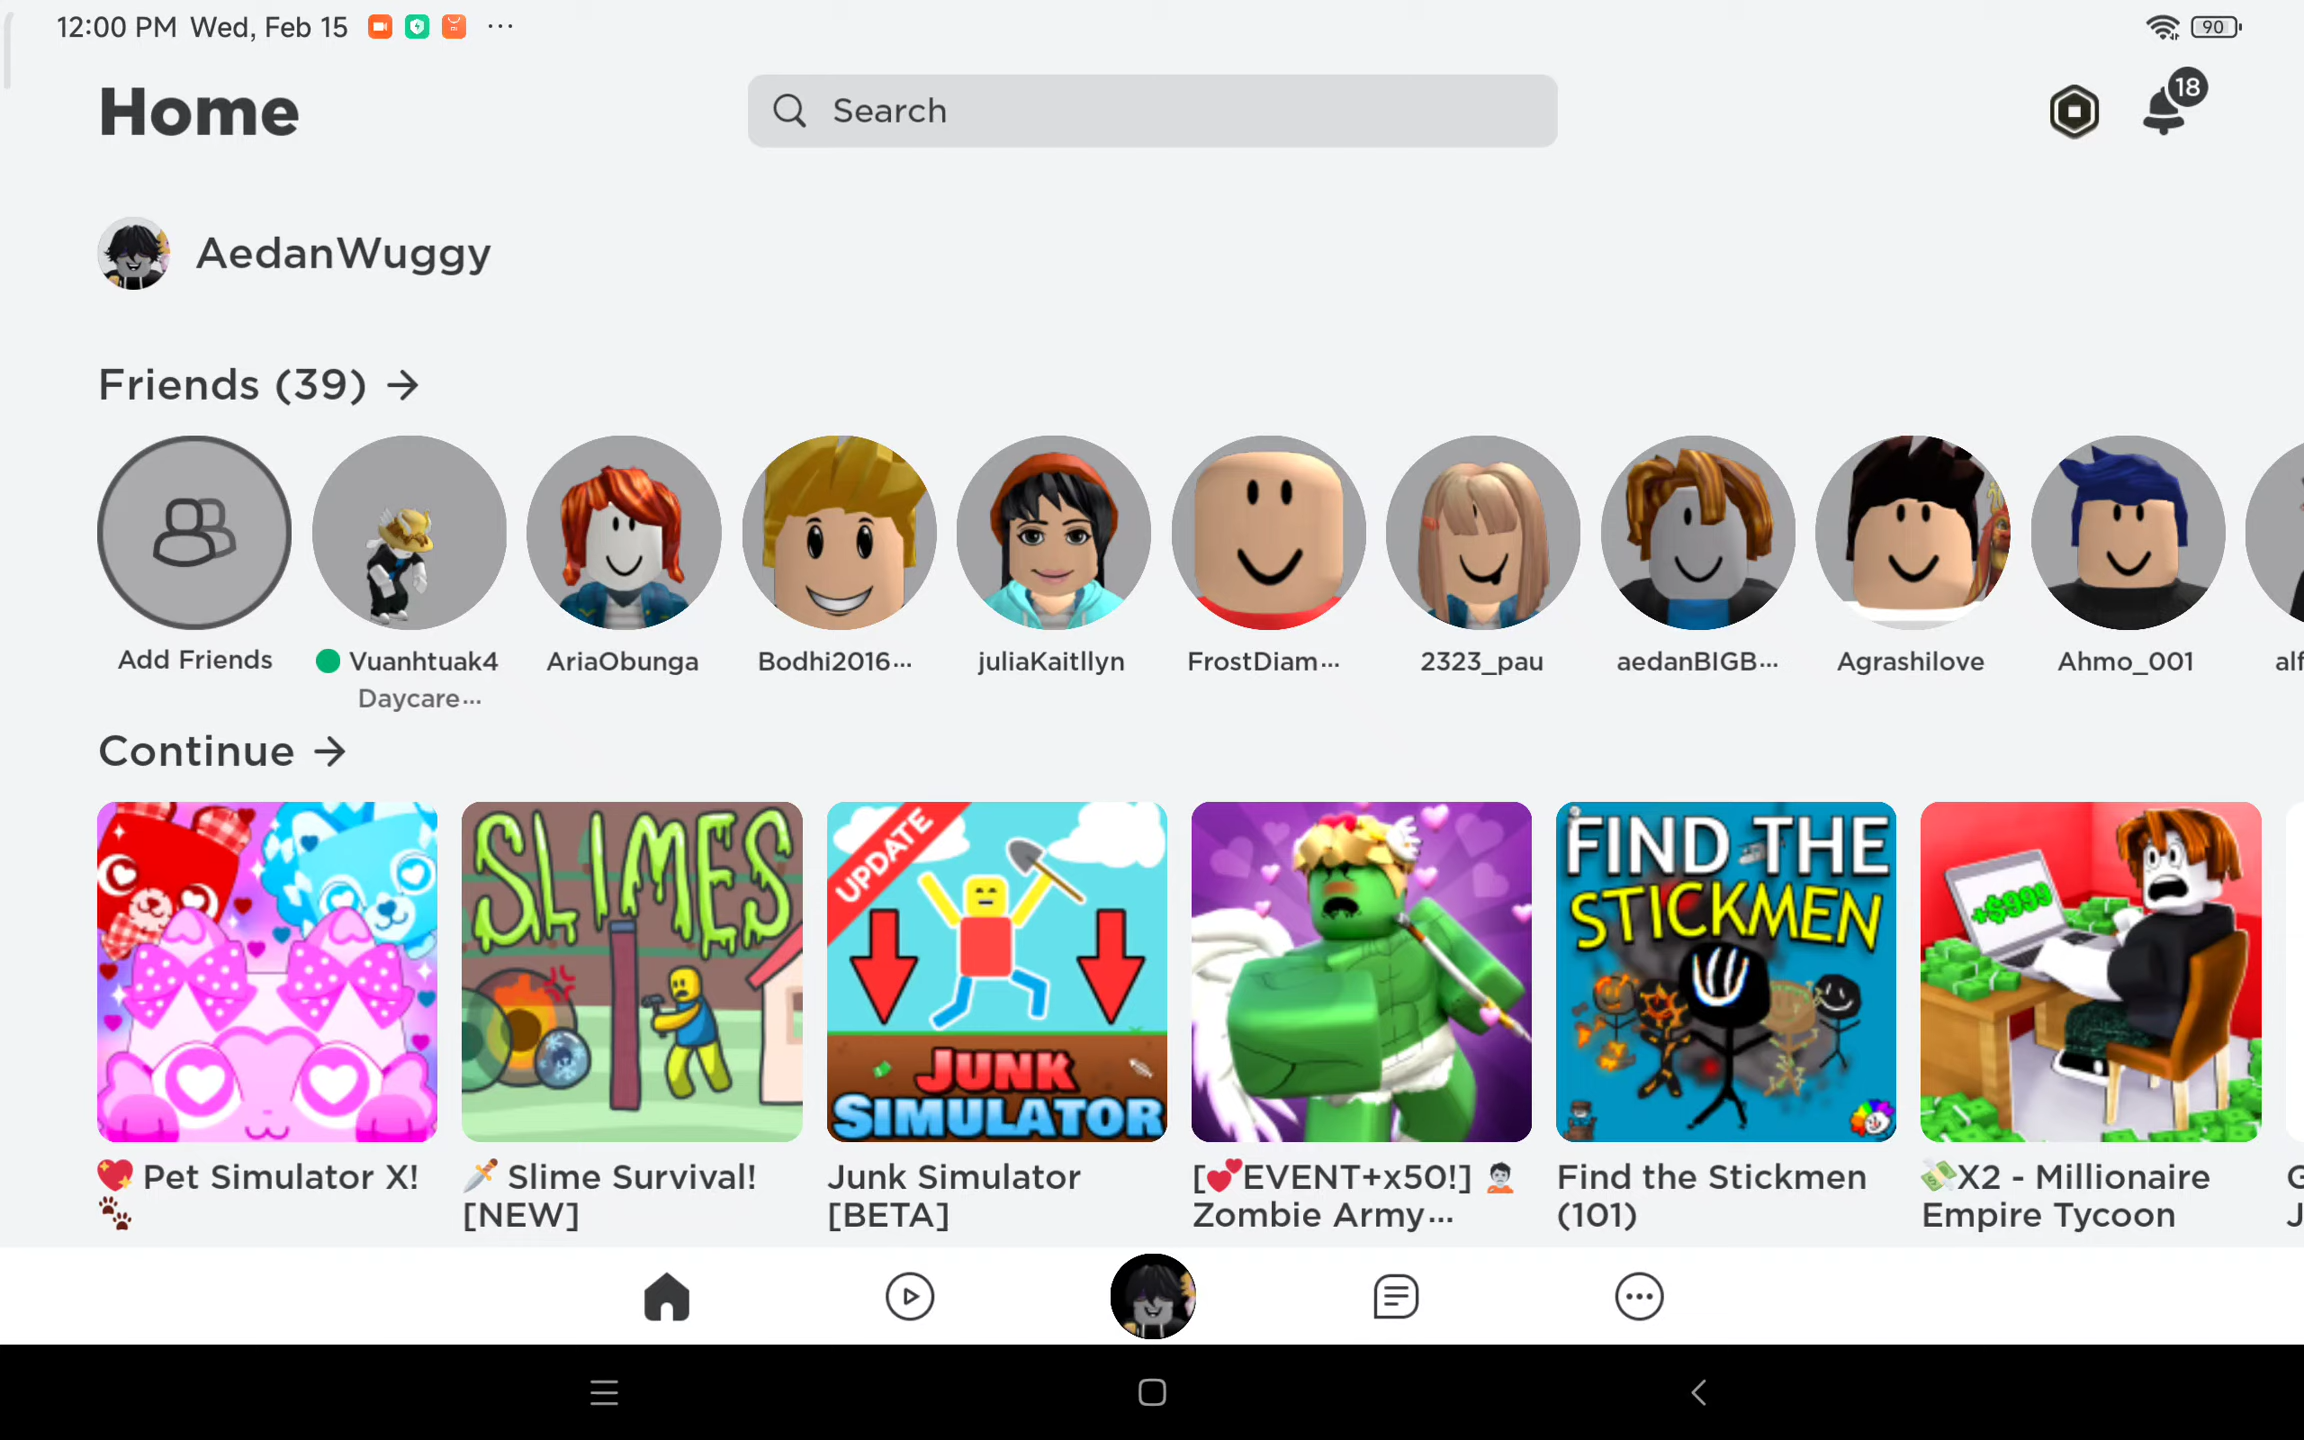 12:00 PM Wed, Feb 15 ...
90
Home
Search
18
AedanWuggy
Friends (39) →
Add Friends
Vuanhtuak4
AriaObunga
Bodhi2016...
juliaKaitllyn
FrostDiam...
2323_pau
aedanBIGB...
Agrashilove
Ahmo_001
alf
Daycare...
Continue →
SLIMES
UPDATE
JUNK
SIMULATOR
FIND THE
STICKMEN
+$999
💖 Pet Simulator X!
🐾
🗡️ Slime Survival!
[NEW]
Junk Simulator
[BETA]
[💕EVENT+x50!] 🧟
Zombie Army...
Find the Stickmen
(101)
💸X2 - Millionaire
Empire Tycoon
G
J